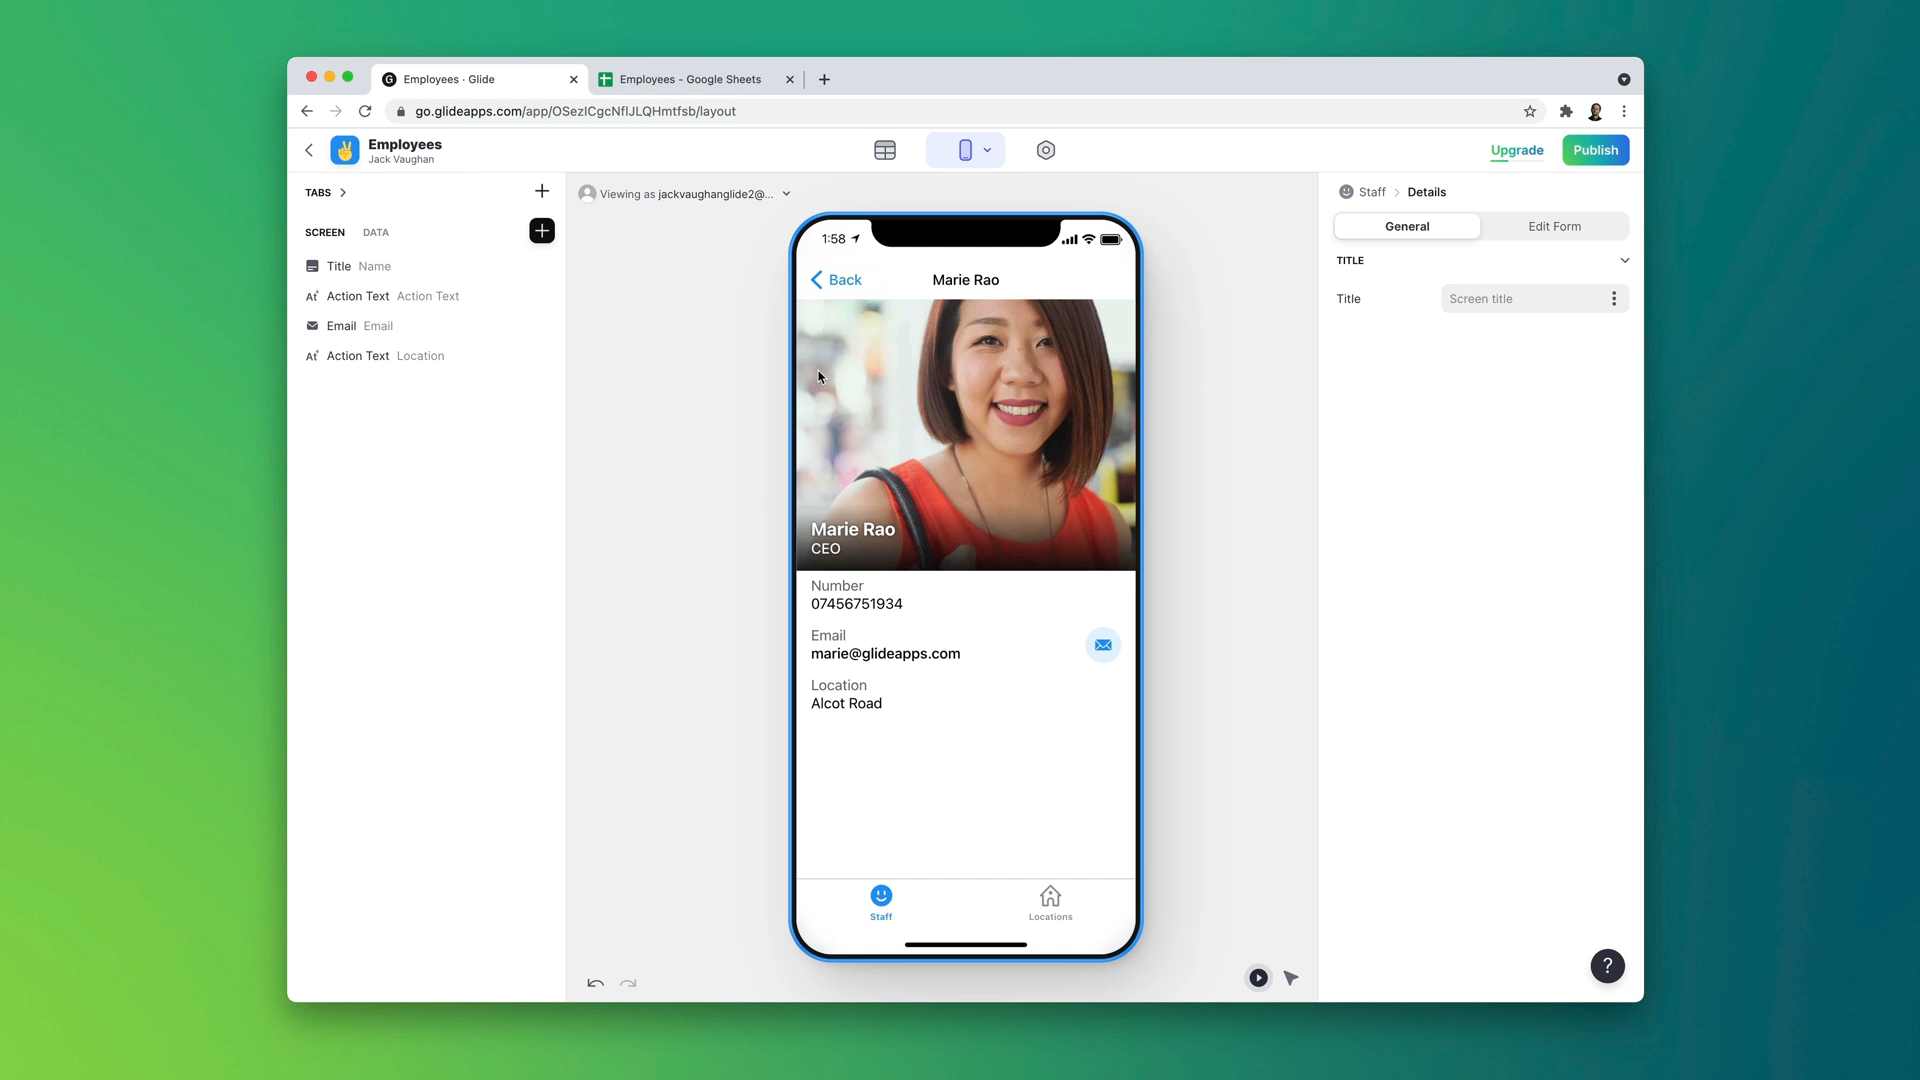 Employees · Glide
Employees - Google Sheets
go.glideapps.com/app/OSezICgcNflJLQHmtfsb/layout
Employees
Jack Vaughan
Upgrade
Publish
TABS
SCREEN DATA
Title Name
Action Text Action Text
Email Email
Action Text Location
Viewing as jackvaughanglide2@...
1:58
Back
Marie Rao
Marie Rao
CEO
Number
07456751934
Email
marie@glideapps.com
Location
Alcot Road
Staff
Locations
Staff > Details
General
Edit Form
TITLE
Title
Screen title
?